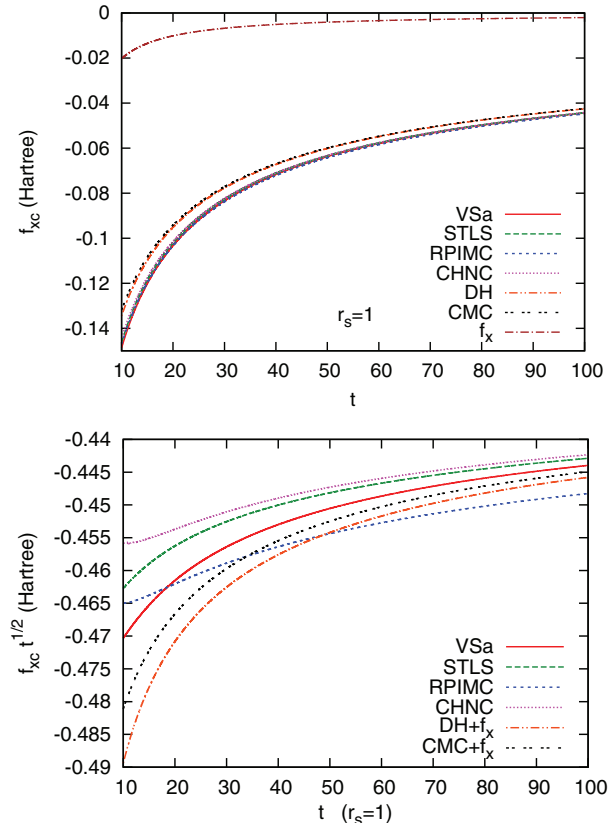 -0.02
-0.04
-0.06
-0.08
-0.1
-0.12
-0.14
f_xc (Hartree)
VSa
STLS
RPIMC
CHNC
DH
CMC
f_x
r_s=1
10 20 30 40 50 60 70 80 90 100
t
-0.44
-0.445
-0.45
-0.455
-0.46
-0.465
-0.47
-0.475
-0.48
-0.485
-0.49
f_xc t^1/2 (Hartree)
VSa
STLS
RPIMC
CHNC
DH+f_x
CMC+f_x
10 20 30 40 50 60 70 80 90 100
t (r_s=1)